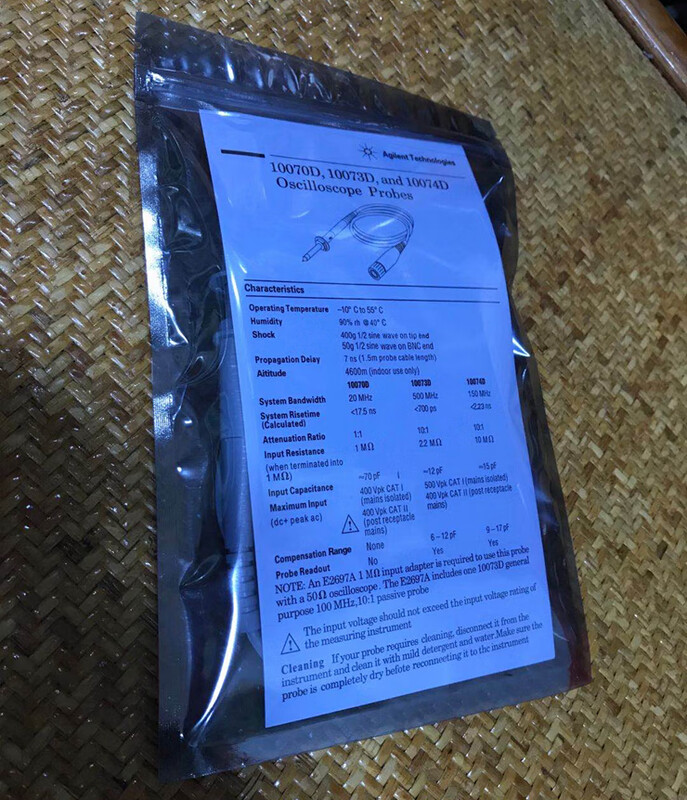 Agilent Technologies
10070D, 10073D, and 10074D
Oscilloscope Probes
Characteristics
Operating Temperature –10° C to 55° C
Humidity 90% rh @ 40° C
Shock 400g 1/2 sine wave on top end
50g 1/2 sine wave on BNC end
Propagation Delay 7 ns (1.5m probe cable length)
Altitude 4600m (indoor use only)
10070D 10073D 10074D
System Bandwidth 20 MHz 500 MHz 150 MHz
System Risetime <17.5 ns <700 ps <2.23 ns
(Calculated)
Attenuation Ratio 1:1 10:1 10:1
Input Resistance 1 MΩ 2.2 MΩ 10 MΩ
(when terminated into
1 MΩ)
Input Capacitance ≈70 pF I ≈12 pF ≈15 pF
Maximum Input 400 Vpk CAT I 500 Vpk CAT I (mains isolated)
(dc+ peak ac) (mains isolated) 400 Vpk CAT II (post receptacle
400 Vpk CAT II mains)
(post receptacle
mains)
Compensation Range None 6 – 12 pF 9 – 17 pF
Probe Readout No Yes Yes
NOTE: An E2697A 1 MΩ input adapter is required to use this probe
with a 50Ω oscilloscope. The E2697A includes one 10073D general
purpose 100 MHz,10:1 passive probe
The input voltage should not exceed the input voltage rating of
the measuring instrument
Cleaning If your probe requires cleaning, disconnect it from the
instrument and clean it with mild detergent and water.Make sure the
probe is completely dry befote reconneeting it to thc instrument